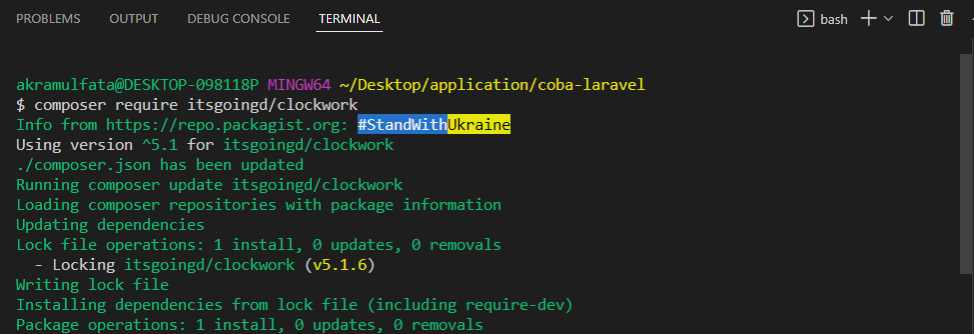 PROBLEMS OUTPUT DEBUG CONSOLE TERMINAL bash
akramulfata@DESKTOP-098118P MINGW64 ~/Desktop/application/coba-laravel
$ composer require itsgoingd/clockwork
Info from https://repo.packagist.org: #StandWithUkraine
Using version ^5.1 for itsgoingd/clockwork
./composer.json has been updated
Running composer update itsgoingd/clockwork
Loading composer repositories with package information
Updating dependencies
Lock file operations: 1 install, 0 updates, 0 removals
  - Locking itsgoingd/clockwork (v5.1.6)
Writing lock file
Installing dependencies from lock file (including require-dev)
Package operations: 1 install, 0 updates, 0 removals